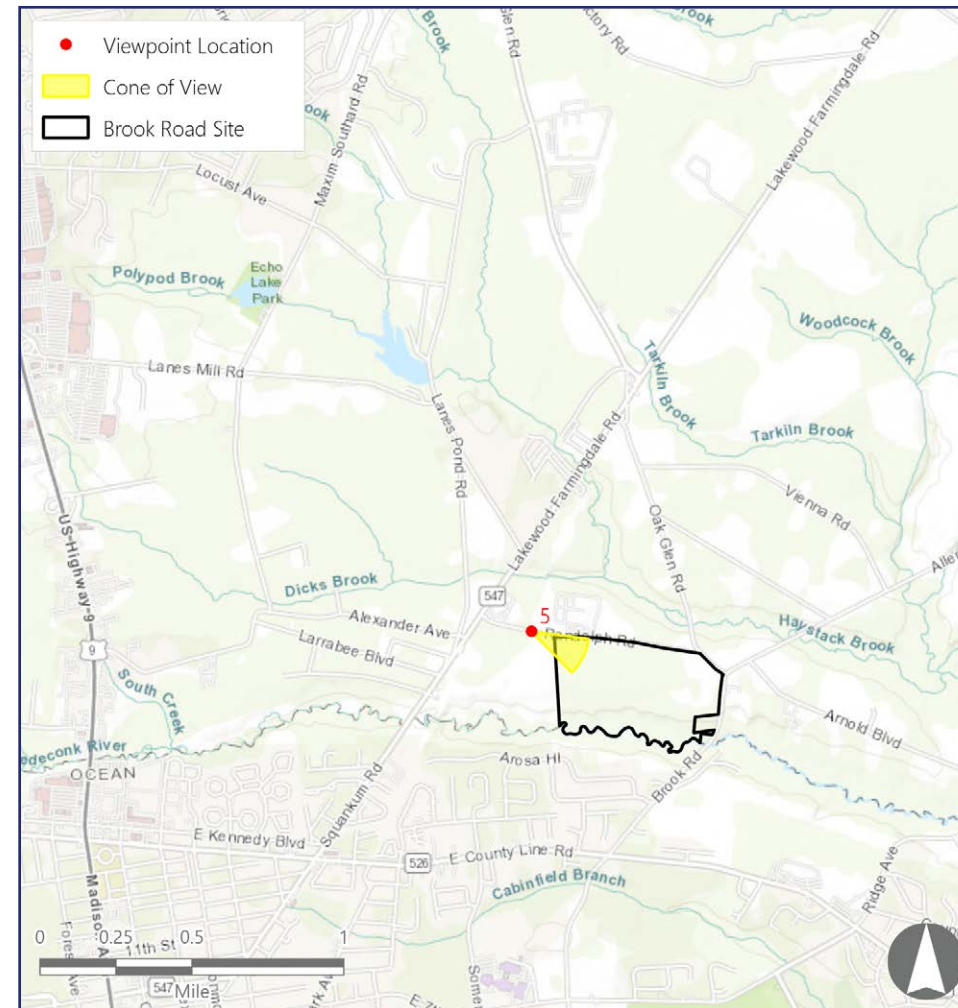 Viewpoint Location
Cone of View
Brook Road Site
Glen Rd
Brook
Lakewood Farmingdale Rd
Maxim Southard Rd
Locust Ave
Polypod Brook
Echo
Lake
Park
Woodcock Brook
Lanes Mill Rd
Tarkiln Brook
Tarkiln Brook
Lanes Pond Rd
Lakewood Farmingdale Rd
Vienna Rd
Oak Glen Rd
US Highway 9
Dicks Brook
547
Alexander Ave
5
Randolph Rd
Haystack Brook
Larrabee Blvd
9
South Creek
Arnold Blvd
OCEAN
Arosa Hl
Brook Rd
Squankum Rd
E Kennedy Blvd
526
E County Line Rd
Ridge Ave
Cabinfield Branch
0
0.25
0.5
1
11th St
Mile
547